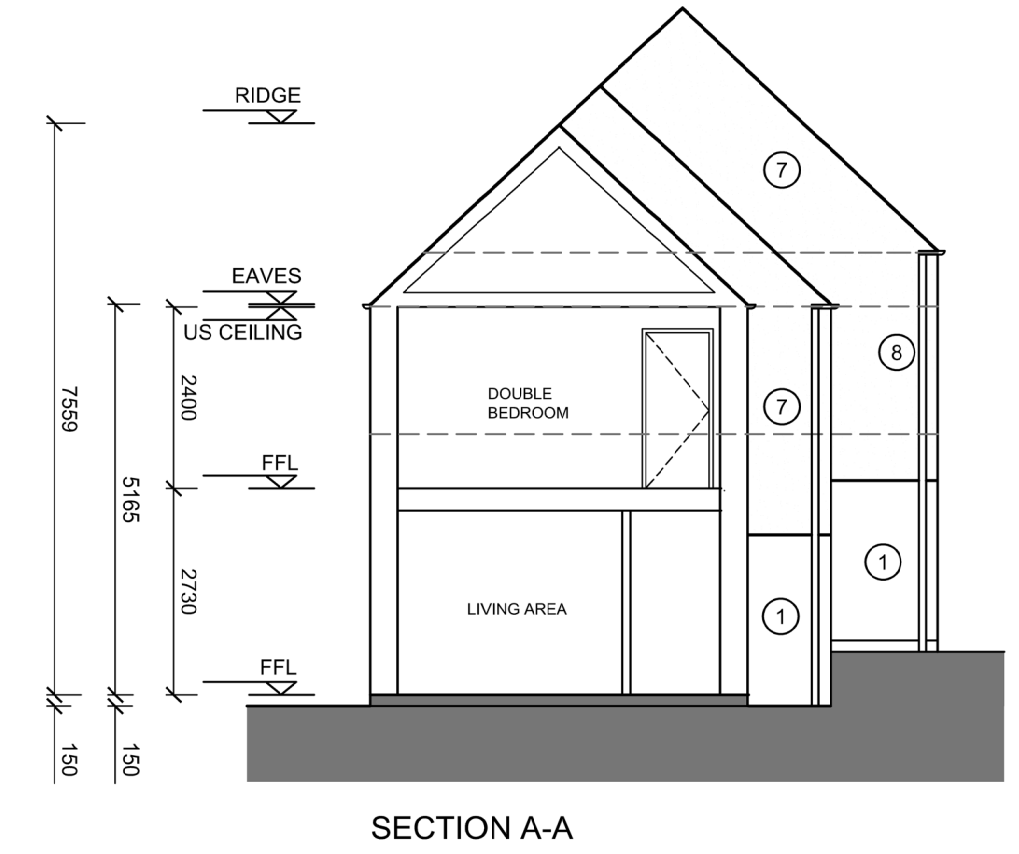 RIDGE
7
EAVES
US CEILING
8
2400
7559
DOUBLE
BEDROOM
7
FFL
5165
1
2730
LIVING AREA
1
FFL
150
150
SECTION A-A